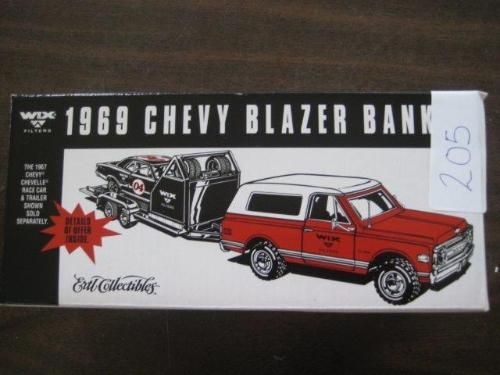 WIX
FILTERS
1969 CHEVY BLAZER BANK
205
THE 1967
CHEVY
CHEVELLE
RACE CAR
& TRAILER
SHOWN
SOLD
SEPARATELY.
DETAILS
OF OFFER
INSIDE.
04
WIX
WIX
FILTERS
Ertl Collectibles